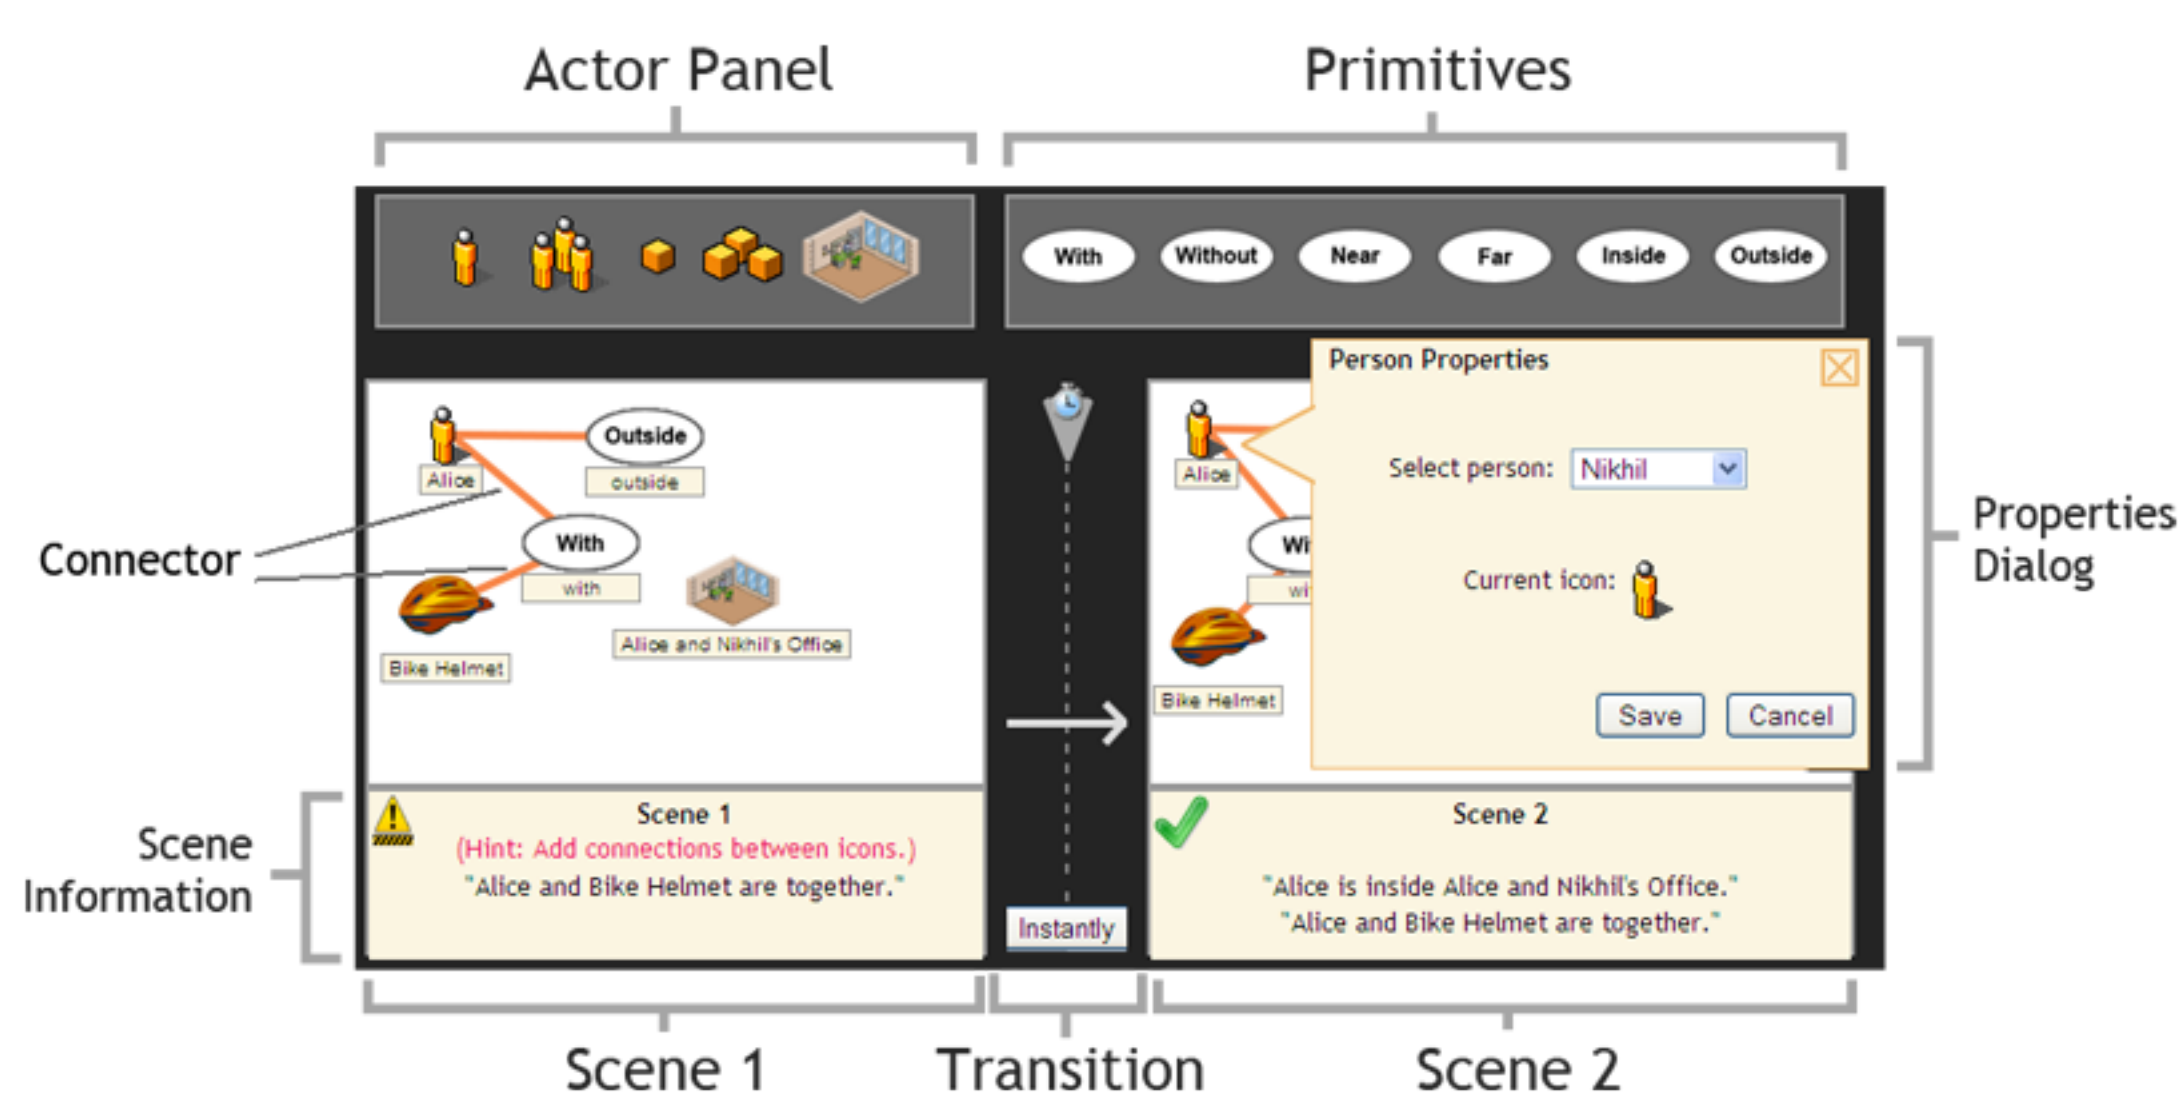 Actor Panel
Primitives
With
Without
Near
Far
Inside
Outside
Person Properties
Select person:
Nikhil
Current icon:
Save
Cancel
Properties
Dialog
Connector
Alice
Outside
outside
With
with
Alice and Nikhil's Office
Bike Helmet
Alice
Wi
wi
Bike Helmet
Scene
Information
Scene 1
(Hint: Add connections between icons.)
"Alice and Bike Helmet are together."
Instantly
Scene 2
"Alice is inside Alice and Nikhil's Office."
"Alice and Bike Helmet are together."
Scene 1
Transition
Scene 2